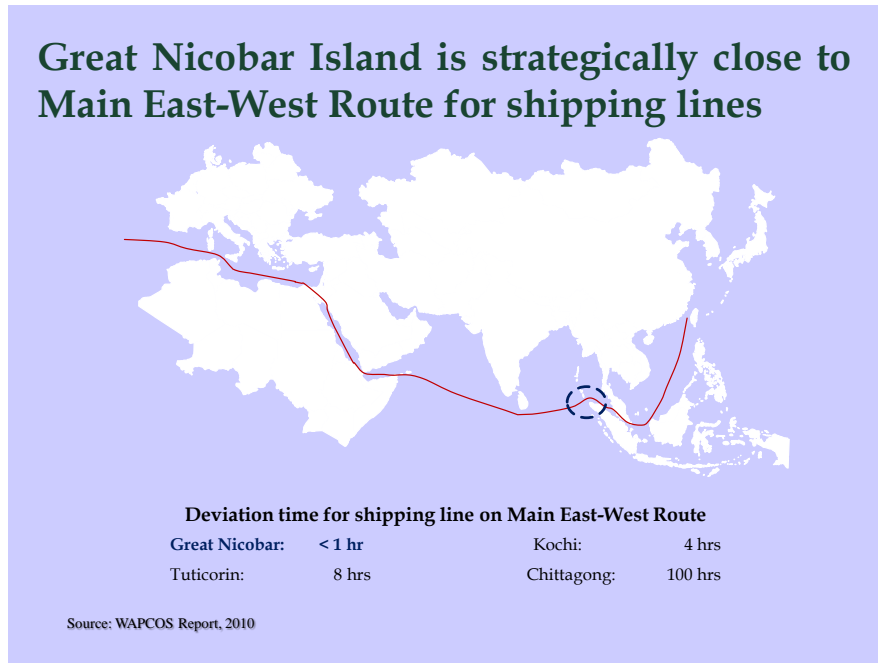 Great Nicobar Island is strategically close to
Main East-West Route for shipping lines
Deviation time for shipping line on Main East-West Route
Great Nicobar: < 1 hr Kochi: 4 hrs
Tuticorin: 8 hrs Chittagong: 100 hrs
Source: WAPCOS Report, 2010